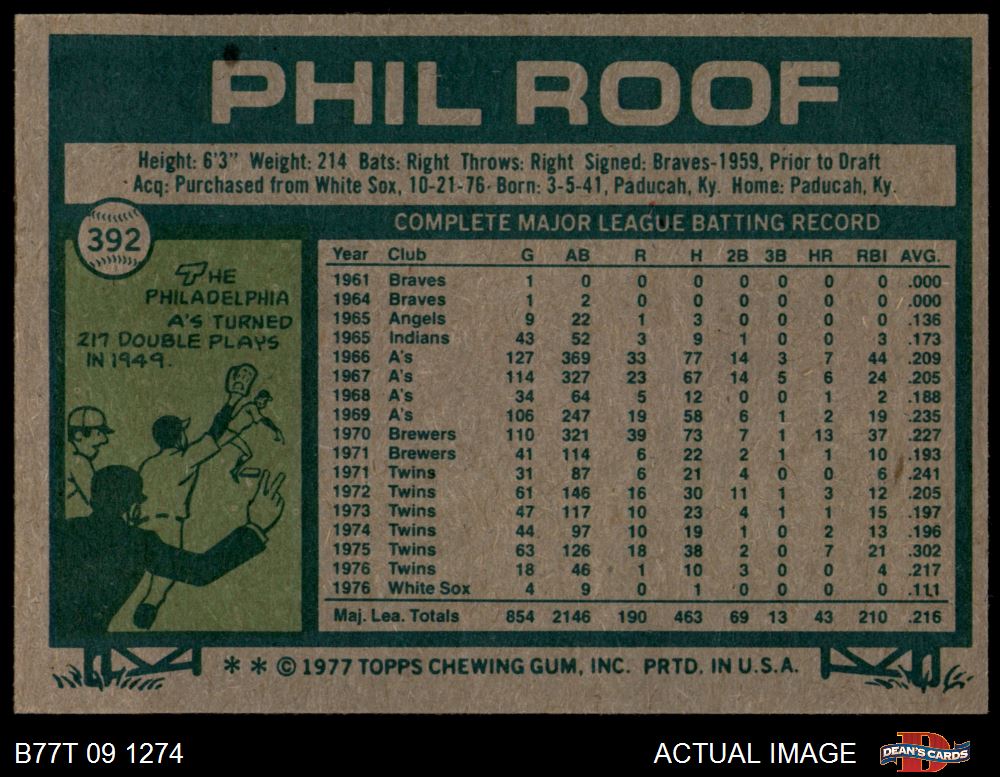 PHIL ROOF
Height: 6'3" Weight: 214 Bats: Right Throws: Right Signed: Braves-1959, Prior to Draft
Acq: Purchased from White Sox, 10-21-76 Born: 3-5-41, Paducah, Ky. Home: Paducah, Ky.
392
THE
PHILADELPHIA
A'S TURNED
217 DOUBLE PLAYS
IN 1949.
COMPLETE MAJOR LEAGUE BATTING RECORD
Year Club G AB R H 2B 3B HR RBI AVG.
1961 Braves 1 0 0 0 0 0 0 0 .000
1964 Braves 1 2 0 0 0 0 0 0 .000
1965 Angels 9 22 1 3 0 0 0 0 .136
1965 Indians 43 52 3 9 1 0 0 3 .173
1966 A's 127 369 33 77 14 3 7 44 .209
1967 A's 114 327 23 67 14 5 6 24 .205
1968 A's 34 64 5 12 0 0 1 2 .188
1969 A's 106 247 19 58 6 1 2 19 .235
1970 Brewers 110 321 39 73 7 1 13 37 .227
1971 Brewers 41 114 6 22 2 1 1 10 .193
1971 Twins 31 87 6 21 4 0 0 6 .241
1972 Twins 61 146 16 30 11 1 3 12 .205
1973 Twins 47 117 10 23 4 1 1 15 .197
1974 Twins 44 97 10 19 1 0 2 13 .196
1975 Twins 63 126 18 38 2 0 7 21 .302
1976 Twins 18 46 1 10 3 0 0 4 .217
1976 White Sox 4 9 0 1 0 0 0 0 .111
Maj. Lea. Totals 854 2146 190 463 69 13 43 210 .216
* * © 1977 TOPPS CHEWING GUM, INC. PRTD. IN U.S.A.
B77T 09 1274
ACTUAL IMAGE
DEAN'S CARDS